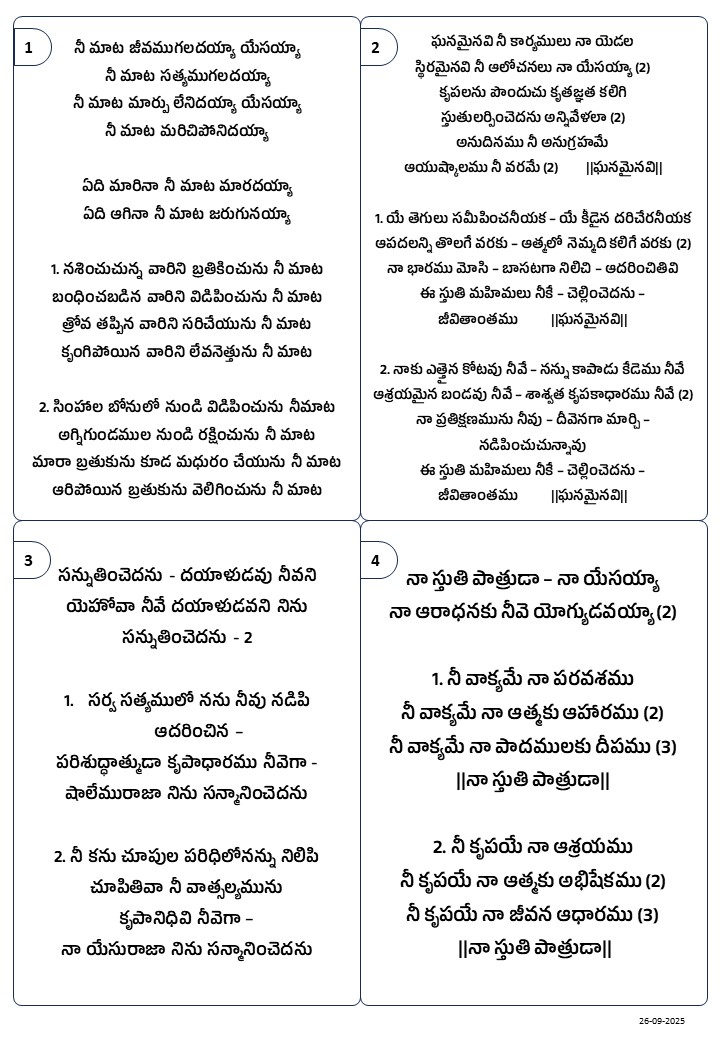 1
నీ మాట జీవముగలదయ్యా యేసయ్యా
నీ మాట సత్యముగలదయ్యా
నీ మాట మార్పు లేనిదయ్యా యేసయ్యా
నీ మాట మరిచిపోనిదయ్యా
ఏది మారినా నీ మాట మారదయ్యా
ఏది ఆగినా నీ మాట జరుగునయ్యా
1. నశించుచున్న వారిని బ్రతికించును నీ మాట
బంధించబడిన వారిని విడిపించును నీ మాట
త్రోవ తప్పిన వారిని సరిచేయును నీ మాట
కృంగిపోయిన వారిని లేవనెత్తును నీ మాట
2. సింహాల బోనులో నుండి విడిపించును నీమాట
అగ్నిగుండముల నుండి రక్షించును నీ మాట
మారా బ్రతుకును కూడ మధురం చేయును నీ మాట
ఆరిపోయిన బ్రతుకును వెలిగించును నీ మాట
2
ఘనమైనవి నీ కార్యములు నా యెడల
స్థిరమైనవి నీ ఆలోచనలు నా యేసయ్యా (2)
కృపలను పొందుచు కృతజ్ఞత కలిగి
స్తుతులర్పించెదను అన్నివేళలా (2)
అనుదినము నీ అనుగ్రహమే
ఆయుష్కాలము నీ వరమే (2) ||ఘనమైనవి||
1. యే తెగులు సమీపించనీయక – యే కీడైన దరిచేరనీయక
ఆపదలన్ని తొలగే వరకు – ఆత్మలో నెమ్మది కలిగే వరకు (2)
నా భారము మోసి – బాసటగా నిలిచి – ఆదరించితివి
ఈ స్తుతి మహిమలు నీకే – చెల్లించెదను –
జీవితాంతము ||ఘనమైనవి||
2. నాకు ఎత్తైన కోటవు నీవే – నన్ను కాపాడు కేడెము నీవే
ఆశ్రయమైన బండవు నీవే – శాశ్వత కృపకాధారము నీవే (2)
నా ప్రతిక్షణమును నీవు – దీవెనగా మార్చి –
నడిపించుచున్నావు
ఈ స్తుతి మహిమలు నీకే – చెల్లించెదను –
జీవితాంతము ||ఘనమైనవి||
3
సన్నుతించెదను - దయాళుడవు నీవని
యెహోవా నీవే దయాళుడవని నిను
సన్నుతించెదను - 2
1. సర్వ సత్యములో నను నీవు నడిపి
ఆదరించిన –
పరిశుద్ధాత్ముడా కృపాధారము నీవెగా -
షాలేమురాజా నిను సన్మానించెదను
2. నీ కను చూపుల పరిధిలోనన్ను నిలిపి
చూపితివా నీ వాత్సల్యమును
కృపానిధివి నీవెగా –
నా యేసురాజా నిను సన్మానించెదను
4
నా స్తుతి పాత్రుడా – నా యేసయ్యా
నా ఆరాధనకు నీవె యోగ్యుడవయ్యా (2)
1. నీ వాక్యమే నా పరవశము
నీ వాక్యమే నా ఆత్మకు ఆహారము (2)
నీ వాక్యమే నా పాదములకు దీపము (3)
||నా స్తుతి పాత్రుడా||
2. నీ కృపయే నా ఆశ్రయము
నీ కృపయే నా ఆత్మకు అభిషేకము (2)
నీ కృపయే నా జీవన ఆధారము (3)
||నా స్తుతి పాత్రుడా||
26-09-2025